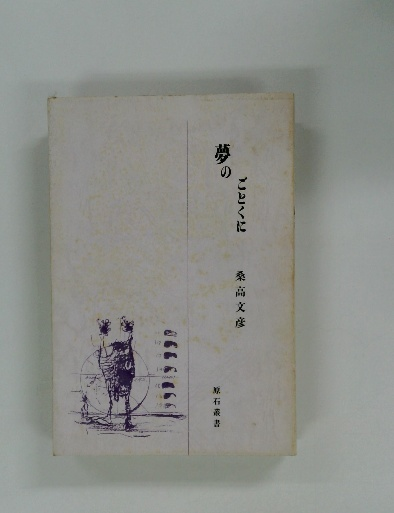 夢の
ごとくに
桑高文彦
原石叢書